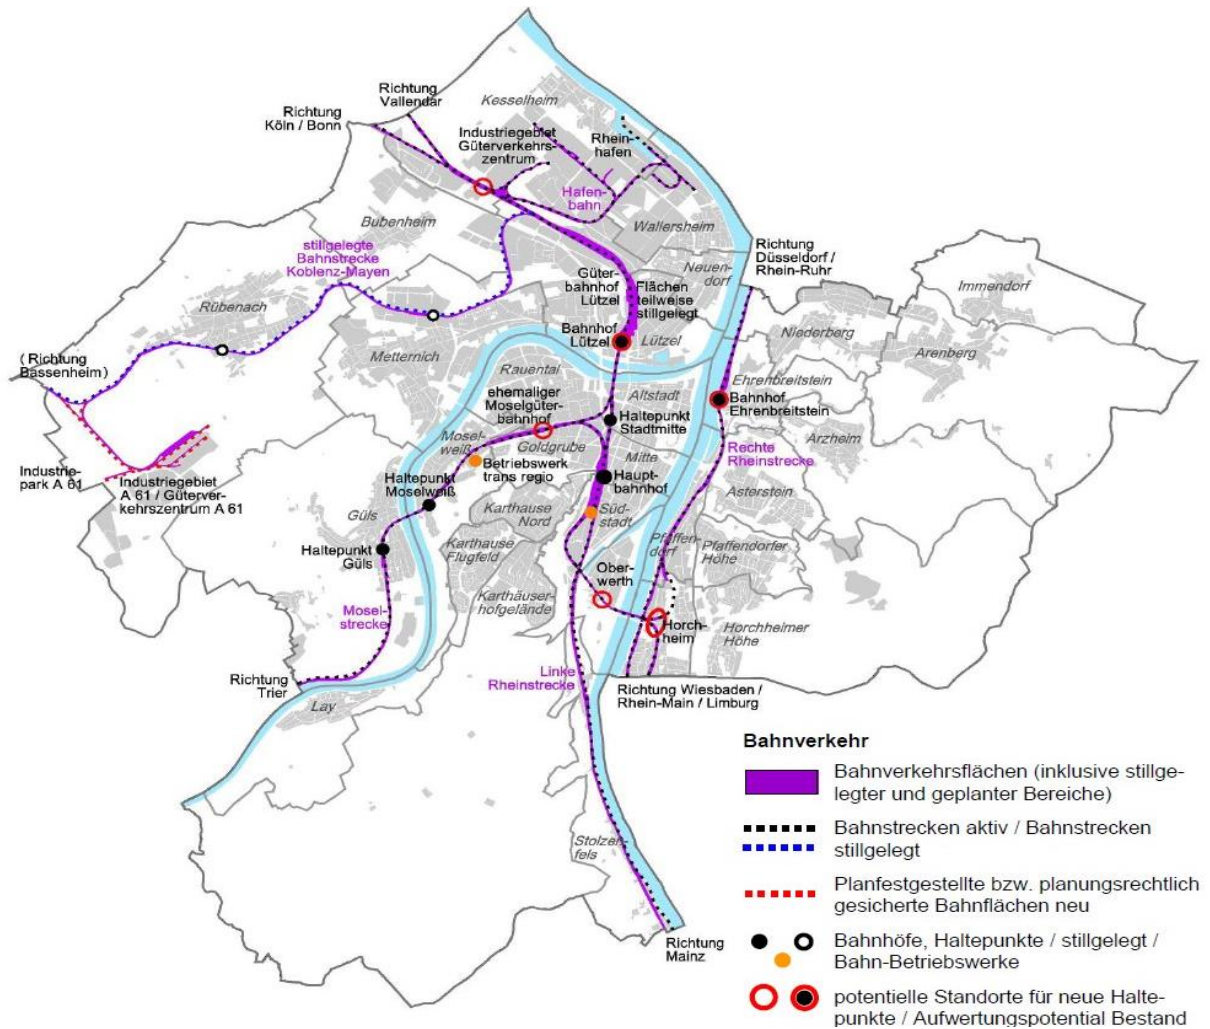 Richtung
Vallendar
Kesselheim
Richtung
Köln / Bonn
Industriegebiet
Güterverkehrs-
zentrum
Rhein-
hafen
Hafen-
bahn
Bubenheim
Wallersheim
stillgelegte
Bahnstrecke
Koblenz-Mayen
Richtung
Düsseldorf /
Rhein-Ruhr
Neuen-
dorf
Güter-
bahnhof
Lützel
Flächen
teilweise
stillgelegt
Immendorf
Rübenach
Niederberg
Bahnhof
Lützel
Lützel
Arenberg
( Richtung
Bassenheim )
Metternich
Rauental
Ehrenbreitstein
ehemaliger
Moselgüter-
bahnhof
Altstadt
Bahnhof
Ehrenbreitstein
Haltepunkt
Stadtmitte
Mosel-
weiß
Goldgrube
Arzheim
Rechte
Rheinstrecke
Mitte
Betriebswerk
trans regio
Industrie-
park A 61
Industriegebiet
A 61 / Güterver-
kehrszentrum A 61
Haltepunkt
Moselweiß
Haupt-
bahnhof
Asterstein
Güls
Karthause
Nord
Süd-
stadt
Karthause
Flugfeld
Pfaffen-
dorf
Pfaffendorfer
Höhe
Haltepunkt
Güls
Ober-
werth
Karthäuser-
hofgelände
Mosel-
strecke
Horch-
heim
Horchheimer
Höhe
Linke
Rheinstrecke
Richtung
Trier
Richtung Wiesbaden /
Rhein-Main / Limburg
Lay
Stolzen-
fels
Richtung
Mainz
Bahnverkehr
Bahnverkehrsflächen (inklusive stillge-
legter und geplanter Bereiche)
Bahnstrecken aktiv / Bahnstrecken
stillgelegt
Planfestgestellte bzw. planungsrechtlich
gesicherte Bahnflächen neu
Bahnhöfe, Haltepunkte / stillgelegt /
Bahn-Betriebswerke
potentielle Standorte für neue Halte-
punkte / Aufwertungspotential Bestand